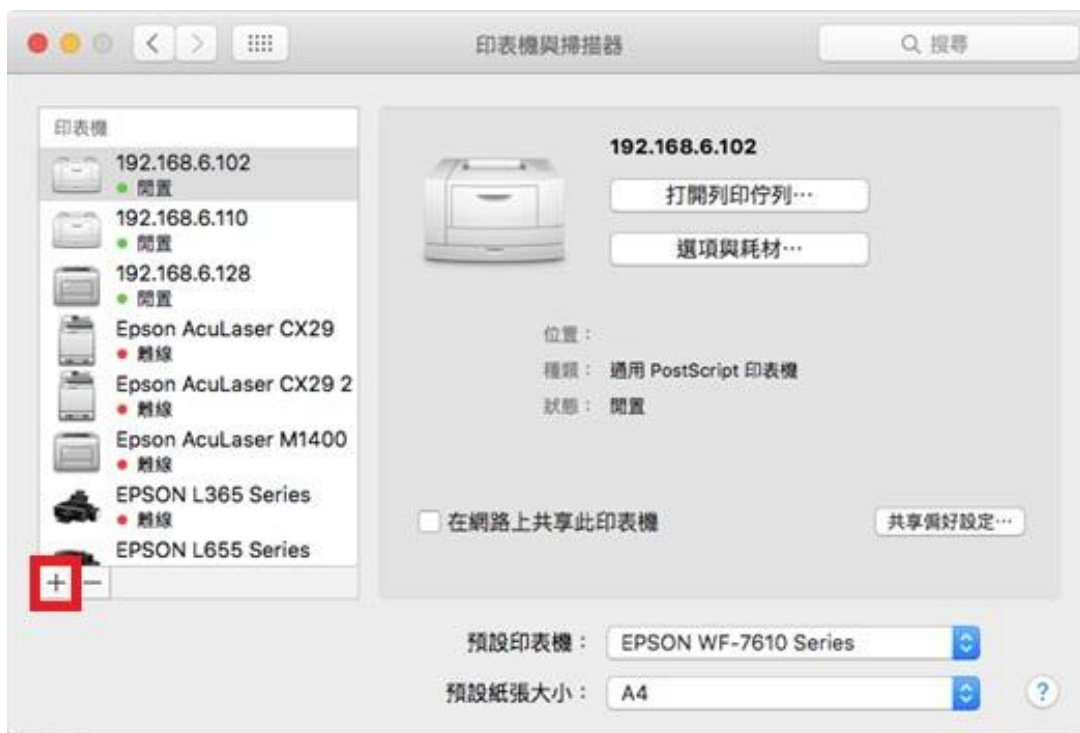 印表機與掃描器
搜尋
印表機
192.168.6.102
閒置
192.168.6.110
閒置
192.168.6.128
閒置
Epson AcuLaser CX29
離線
Epson AcuLaser CX29 2
離線
Epson AcuLaser M1400
離線
EPSON L365 Series
離線
EPSON L655 Series
+ −
192.168.6.102
打開列印佇列…
選項與耗材…
位置：
種類： 通用 PostScript 印表機
狀態： 閒置
在網路上共享此印表機
共享偏好設定…
預設印表機： EPSON WF-7610 Series
預設紙張大小： A4
?